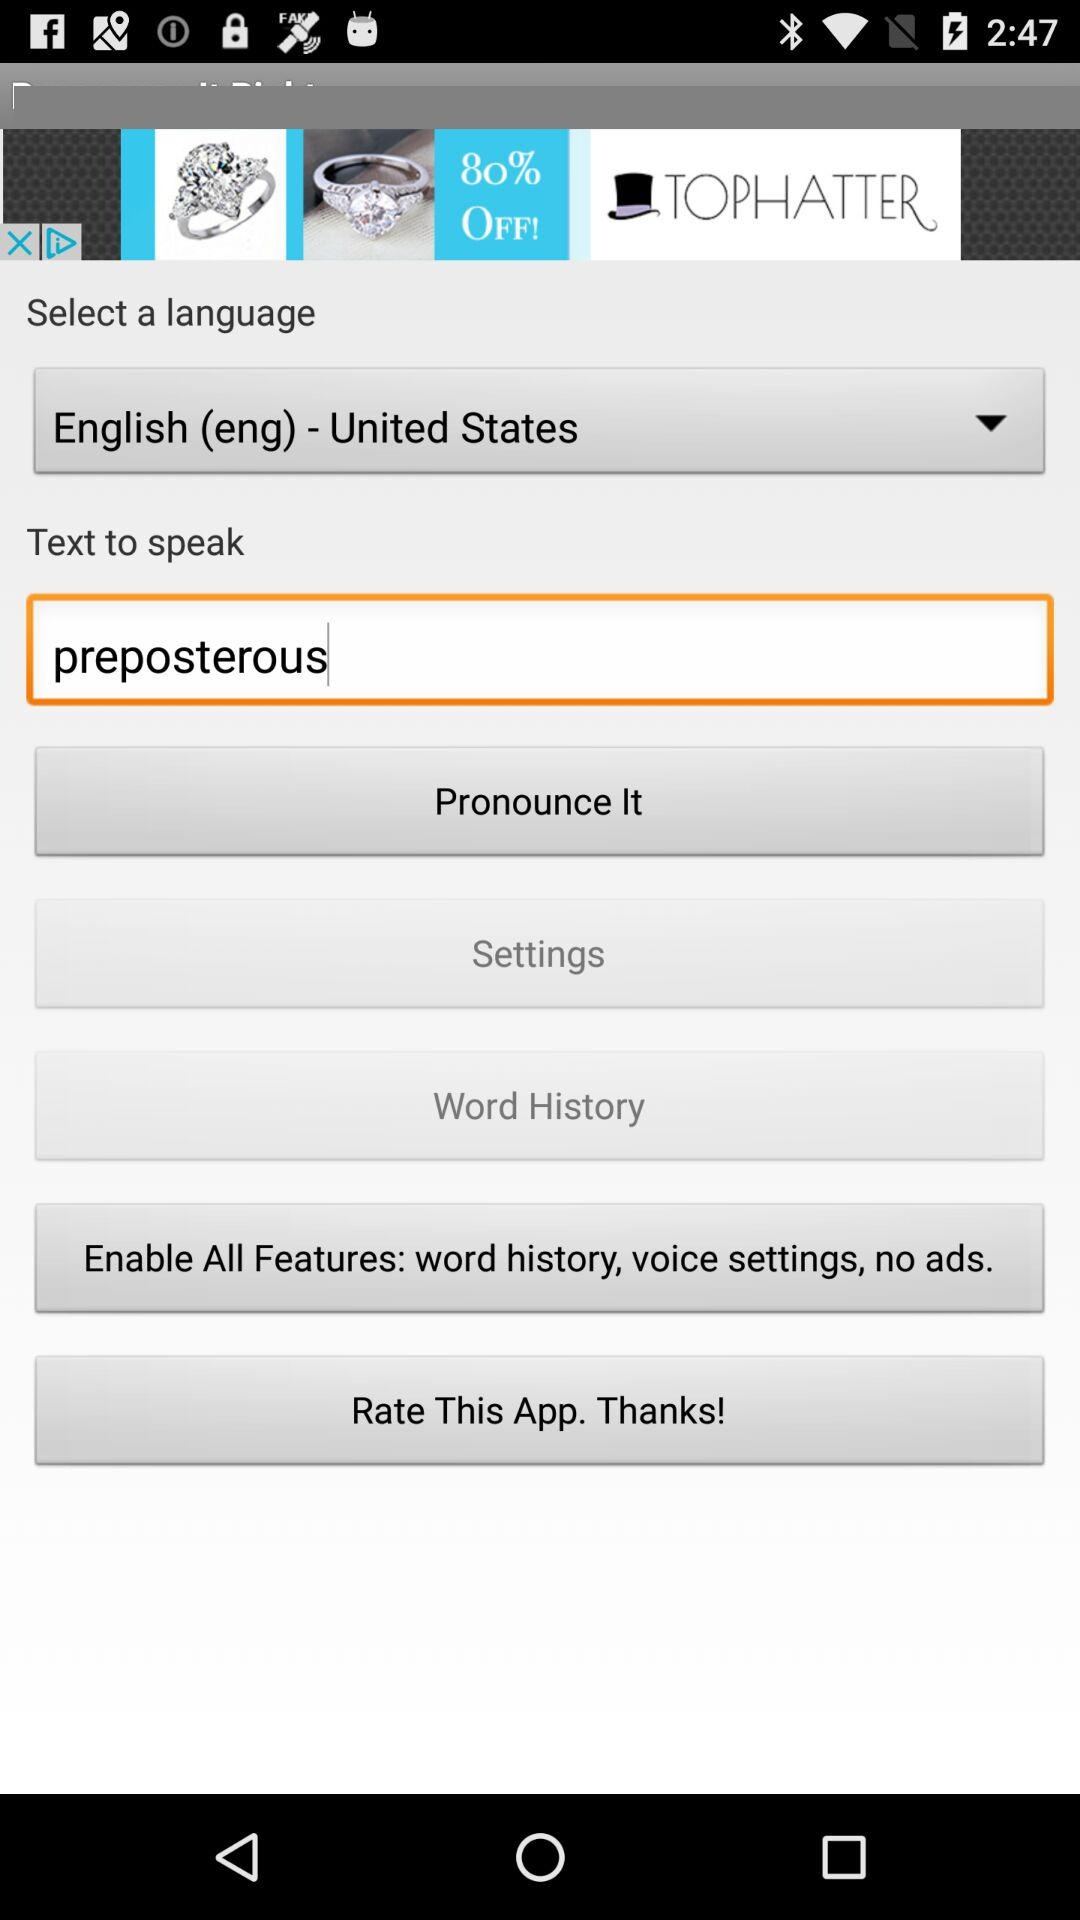 FAKE
2:47
80%
OFF!
TOPHATTER
Select a language
English (eng) - United States
Text to speak
preposterous
Pronounce It
Settings
Word History
Enable All Features: word history, voice settings, no ads.
Rate This App. Thanks!